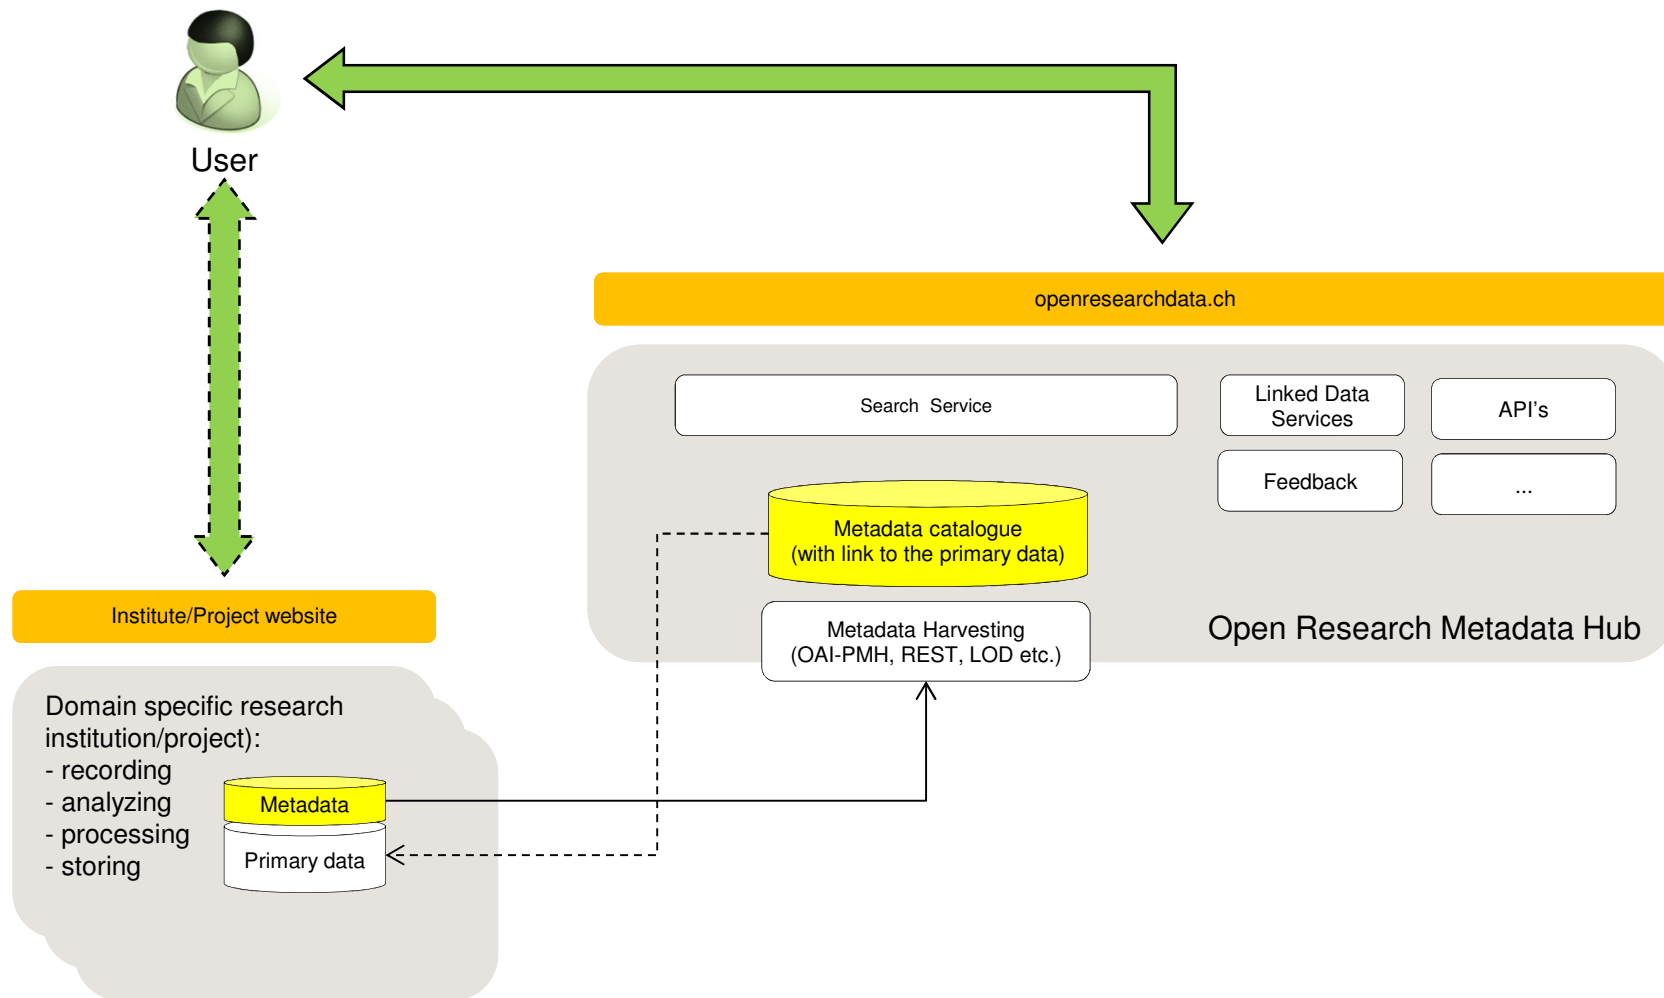 User
openresearchdata.ch
Search Service
Linked Data
Services
API's
Feedback
...
Metadata catalogue
(with link to the primary data)
Metadata Harvesting
(OAI-PMH, REST, LOD etc.)
Open Research Metadata Hub
Institute/Project website
Domain specific research
institution/project):
- recording
- analyzing
- processing
- storing
Metadata
Primary data